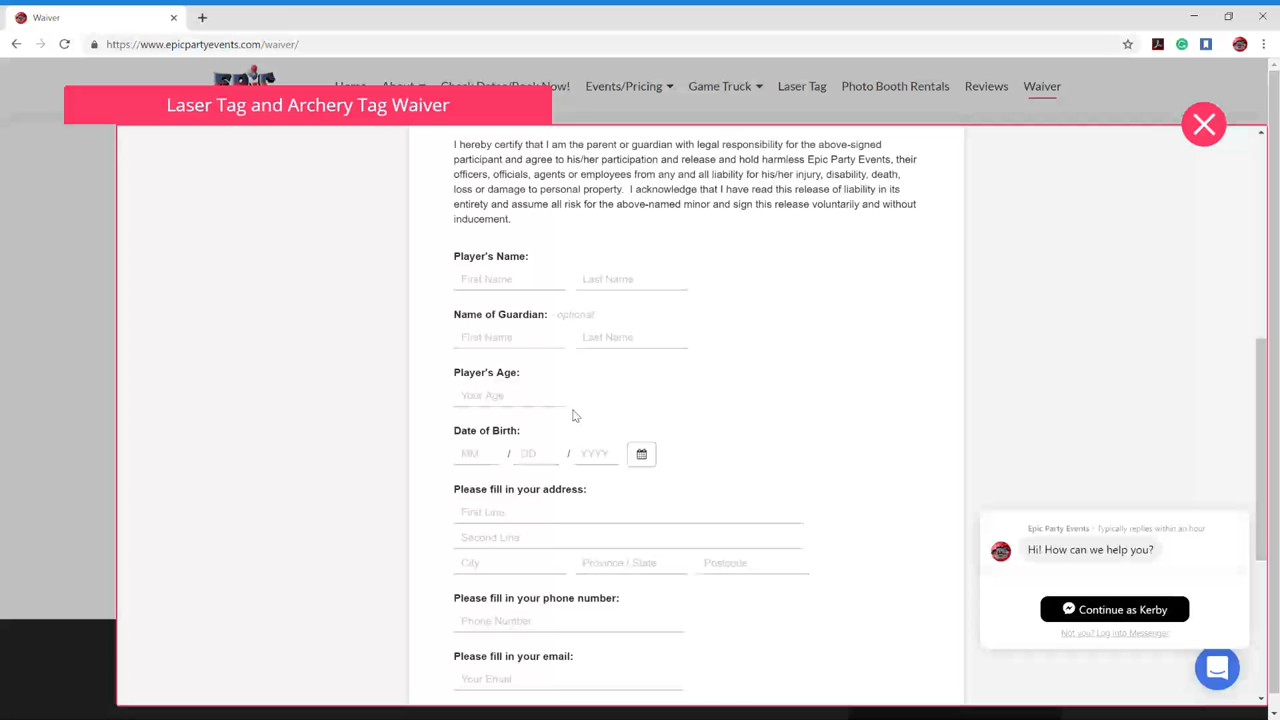 Waiver
https://www.epicpartyevents.com/waiver/
EPIC
Home About Check Dates/Book Now! Events/Pricing Game Truck Laser Tag Photo Booth Rentals Reviews Waiver
Laser Tag and Archery Tag Waiver
I hereby certify that I am the parent or guardian with legal responsibility for the above-signed
participant and agree to his/her participation and release and hold harmless Epic Party Events, their
officers, officials, agents or employees from any and all liability for his/her injury, disability, death,
loss or damage to personal property. I acknowledge that I have read this release of liability in its
entirety and assume all risk for the above-named minor and sign this release voluntarily and without
inducement.
Player's Name:
First Name Last Name
Name of Guardian: - optional
First Name Last Name
Player's Age:
Your Age
Date of Birth:
MM / DD / YYYY
Please fill in your address:
First Line
Second Line
City Province / State Postcode
Please fill in your phone number:
Phone Number
Please fill in your email:
Your Email
Epic Party Events · Typically replies within an hour
Hi! How can we help you?
Continue as Kerby
Not you? Log Into Messenger